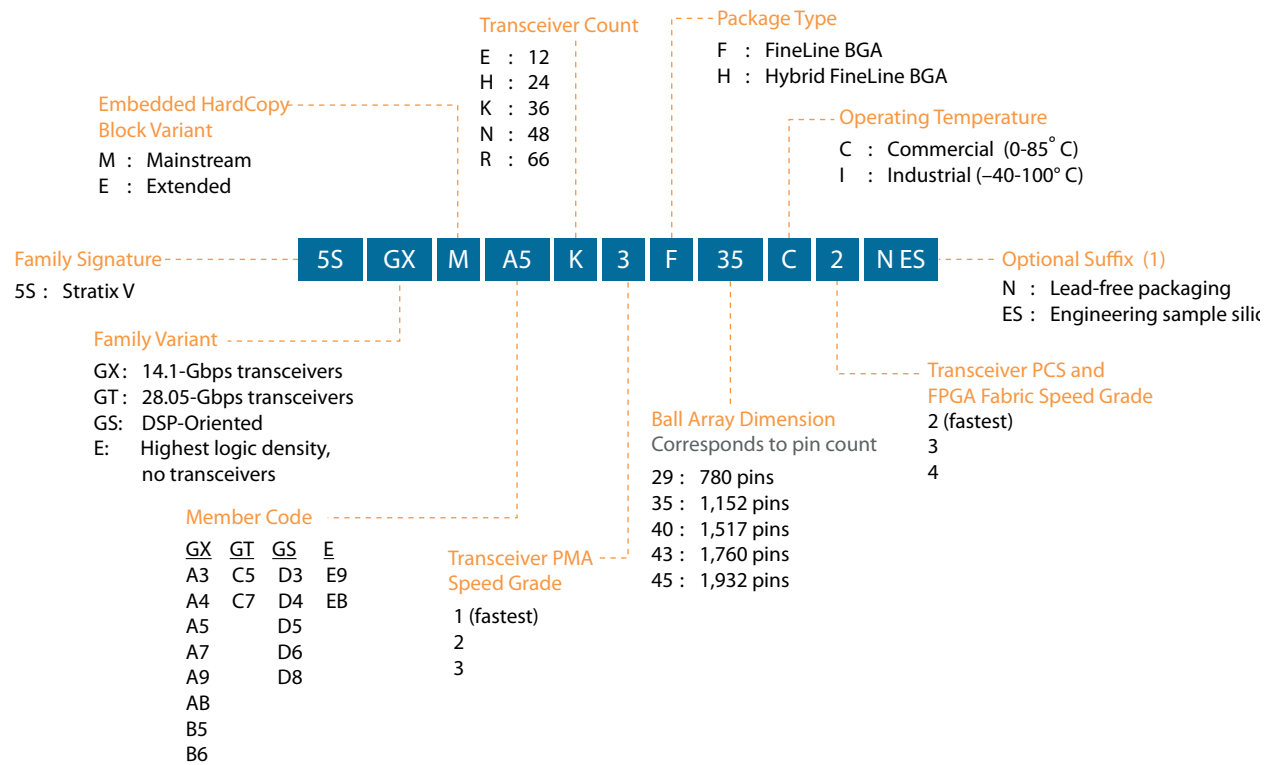 Transceiver Count
E : 12
H : 24
K : 36
N : 48
R : 66
Package Type
F : FineLine BGA
H : Hybrid FineLine BGA
Embedded HardCopy
Block Variant
M : Mainstream
E : Extended
Operating Temperature
C : Commercial (0-85° C)
I : Industrial (–40-100° C)
5S GX M A5 K 3 F 35 C 2 N ES
Family Signature
5S : Stratix V
Optional Suffix (1)
N : Lead-free packaging
ES : Engineering sample
Family Variant
GX: 14.1-Gbps transceivers
GT: 28.05-Gbps transceivers
GS: DSP-Oriented
E: Highest logic density,
no transceivers
Member Code
GX GT GS E
A3 C5 D3 E9
A4 C7 D4 EB
A5 D5
A7 D6
A9 D8
AB
B5
B6
Transceiver PMA
Speed Grade
1 (fastest)
2
3
Ball Array Dimension
Corresponds to pin count
29 : 780 pins
35 : 1,152 pins
40 : 1,517 pins
43 : 1,760 pins
45 : 1,932 pins
Transceiver PCS and
FPGA Fabric Speed Grade
2 (fastest)
3
4